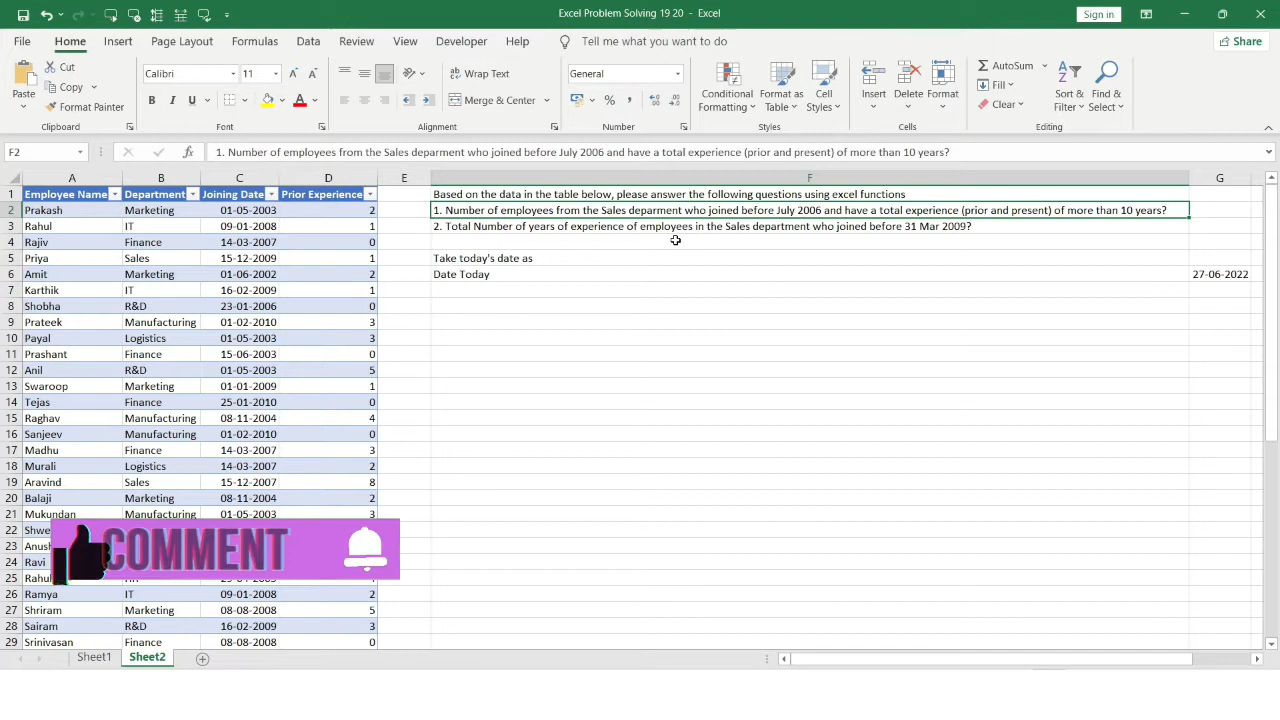 Excel Problem Solving 19 20 - Excel
Sign in
File Home Insert Page Layout Formulas Data Review View Developer Help Tell me what you want to do Share
Paste Cut Copy Format Painter
Calibri 11 B I U
Wrap Text Merge & Center
General
Conditional Formatting Format as Table Cell Styles
Insert Delete Format
AutoSum Fill Clear Sort & Filter Find & Select
Clipboard Font Alignment Number Styles Cells Editing
F2 fx 1. Number of employees from the Sales deparment who joined before July 2006 and have a total experience (prior and present) of more than 10 years?
A B C D E F G
1 Employee Name Department Joining Date Prior Experience Based on the data in the table below, please answer the following questions using excel functions
2 Prakash Marketing 01-05-2003 2 1. Number of employees from the Sales deparment who joined before July 2006 and have a total experience (prior and present) of more than 10 years?
3 Rahul IT 09-01-2008 1 2. Total Number of years of experience of employees in the Sales department who joined before 31 Mar 2009?
4 Rajiv Finance 14-03-2007 0
5 Priya Sales 15-12-2009 1 Take today's date as
6 Amit Marketing 01-06-2002 2 Date Today 27-06-2022
7 Karthik IT 16-02-2009 1
8 Shobha R&D 23-01-2006 0
9 Prateek Manufacturing 01-02-2010 3
10 Payal Logistics 01-05-2003 3
11 Prashant Finance 15-06-2003 0
12 Anil R&D 01-05-2003 5
13 Swaroop Marketing 01-01-2009 1
14 Tejas Finance 25-01-2010 0
15 Raghav Manufacturing 08-11-2004 4
16 Sanjeev Manufacturing 01-02-2010 0
17 Madhu Finance 14-03-2007 3
18 Murali Logistics 14-03-2007 2
19 Aravind Sales 15-12-2007 8
20 Balaji Marketing 08-11-2004 2
21 Mukundan Manufacturing 01-05-2003 3
22 Shwe
23 Anush
24 Ravi
25 Rahul
COMMENT
26 Ramya IT 09-01-2008 2
27 Shriram Marketing 08-08-2008 5
28 Sairam R&D 16-02-2009 3
29 Srinivasan Finance 08-08-2008 0
Sheet1 Sheet2